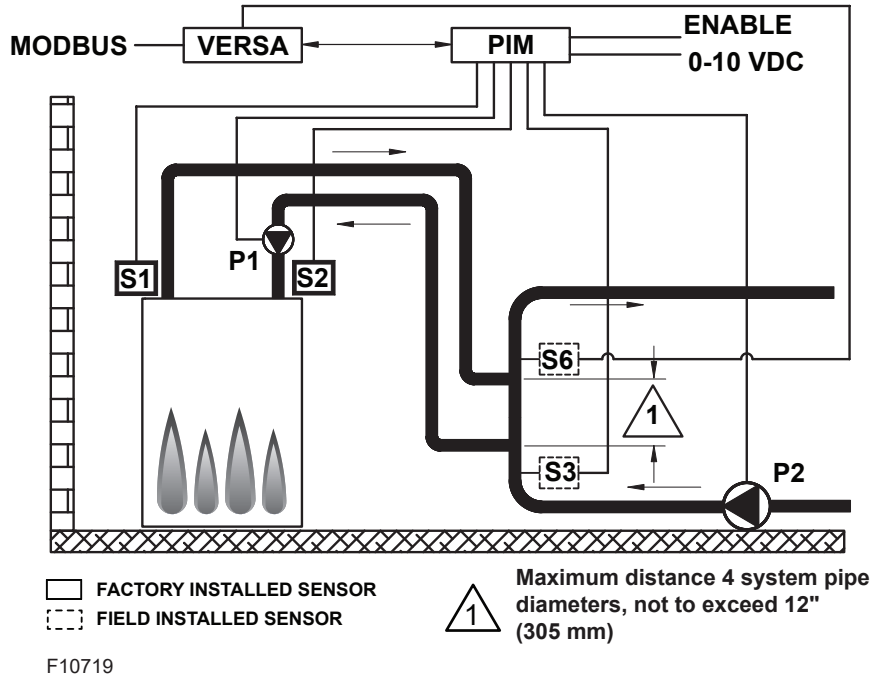 MODBUS
VERSA
PIM
ENABLE
0-10 VDC
S1
P1
S2
S6
1
S3
P2
FACTORY INSTALLED SENSOR
FIELD INSTALLED SENSOR
1
Maximum distance 4 system pipe
diameters, not to exceed 12"
(305 mm)
F10719